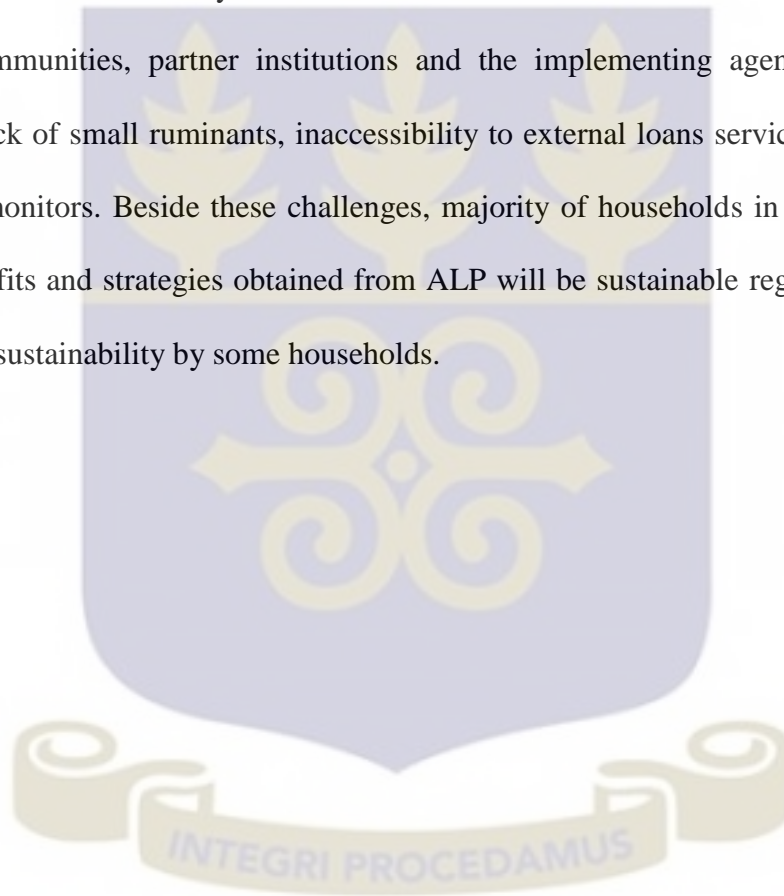 mmunities, partner institutions and the implementing agen
ck of small ruminants, inaccessibility to external loans servic
nonitors. Beside these challenges, majority of households in
fits and strategies obtained from ALP will be sustainable reg
sustainability by some households.
INTEGRI PROCEDAMUS